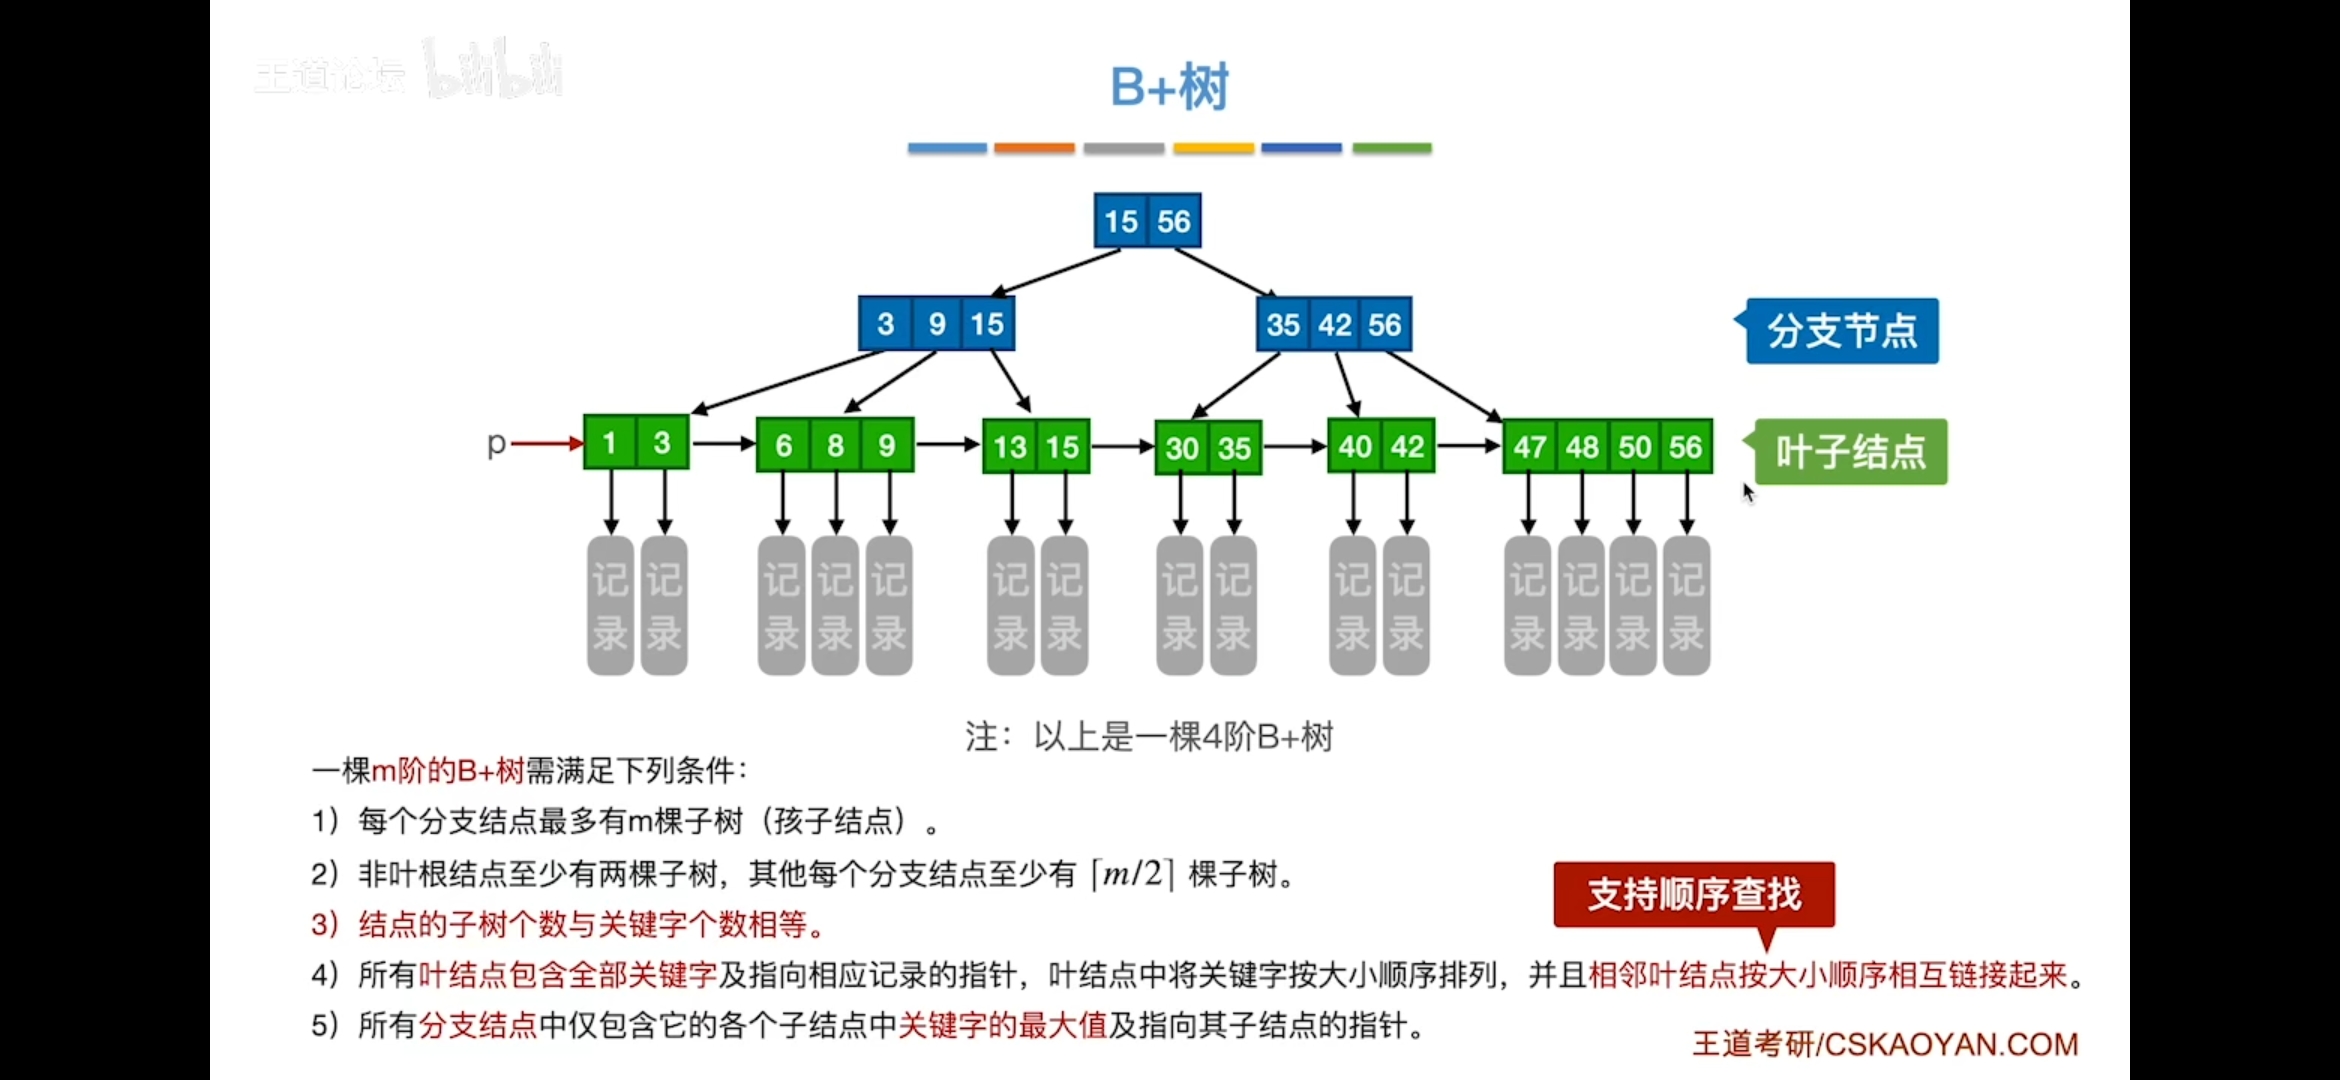 王道论坛 bilibili
B+树
15 56
3 9 15 35 42 56
分支节点
p 1 3 6 8 9 13 15 30 35 40 42 47 48 50 56
叶子结点
记录 记录 记录 记录 记录 记录 记录 记录 记录 记录 记录 记录 记录 记录 记录
注：以上是一棵4阶B+树
一棵m阶的B+树需满足下列条件：
1）每个分支结点最多有m棵子树（孩子结点）。
2）非叶根结点至少有两棵子树，其他每个分支结点至少有 ⌈m/2⌉ 棵子树。
支持顺序查找
3）结点的子树个数与关键字个数相等。
4）所有叶结点包含全部关键字及指向相应记录的指针，叶结点中将关键字按大小顺序排列，并且相邻叶结点按大小顺序相互链接起来。
5）所有分支结点中仅包含它的各个子结点中关键字的最大值及指向其子结点的指针。
王道考研/CSKAOYAN.COM